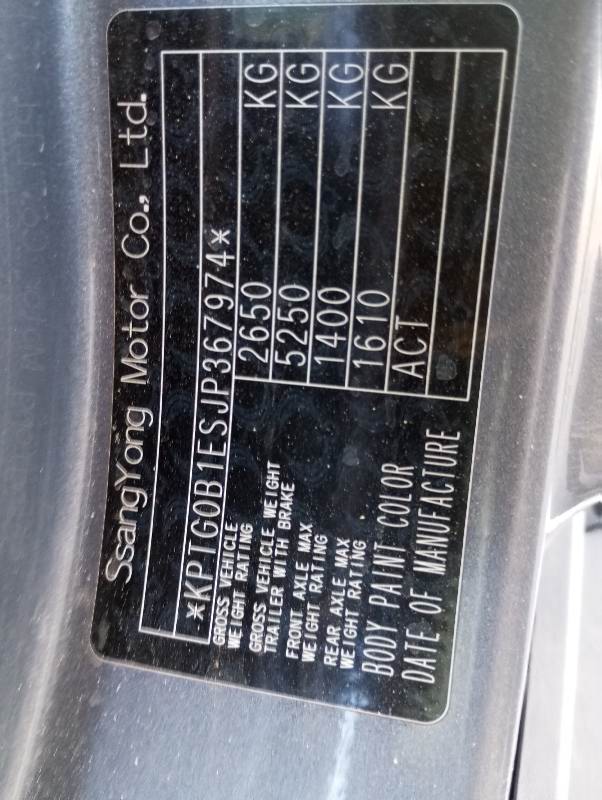 SsangYong Motor Co., Ltd.
*KPTG0B1ESJP367974*
GROSS VEHICLE
WEIGHT RATING 2650 KG
GROSS VEHICLE WEIGHT
TRAILER WITH BRAKE 5250 KG
FRONT AXLE MAX
WEIGHT RATING 1400 KG
REAR AXLE MAX
WEIGHT RATING 1610 KG
BODY PAINT COLOR ACT
DATE OF MANUFACTURE